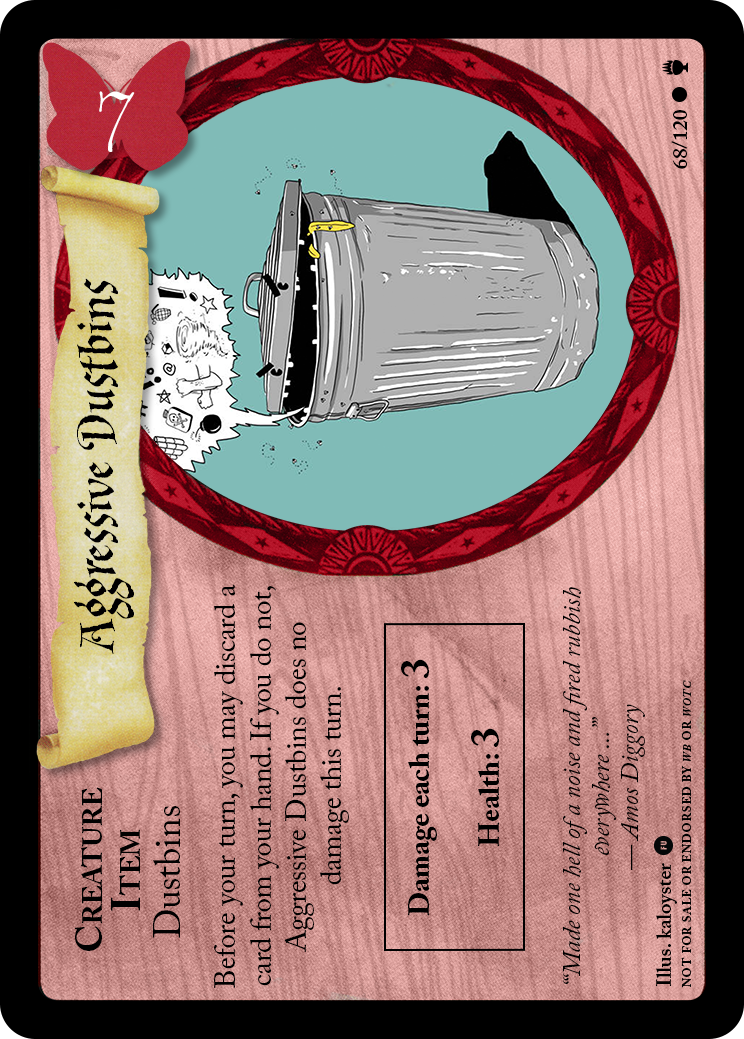 7
Aggressive Dustbins
CREATURE
ITEM
Dustbins
Before your turn, you may discard a
card from your hand. If you do not,
Aggressive Dustbins does no
damage this turn.
Damage each turn: 3
Health: 3
“‘Made one hell of a noise and fired rubbish
everywhere ...’”
— Amos Diggory
Illus. kaloyster FU
NOT FOR SALE OR ENDORSED BY WB OR WOTC
68/120